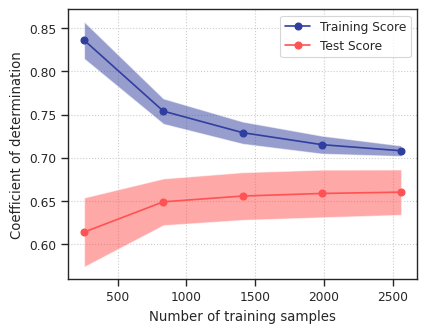 Training Score
Test Score
Coefficient of determination
0.85
0.80
0.75
0.70
0.65
0.60
500 1000 1500 2000 2500
Number of training samples